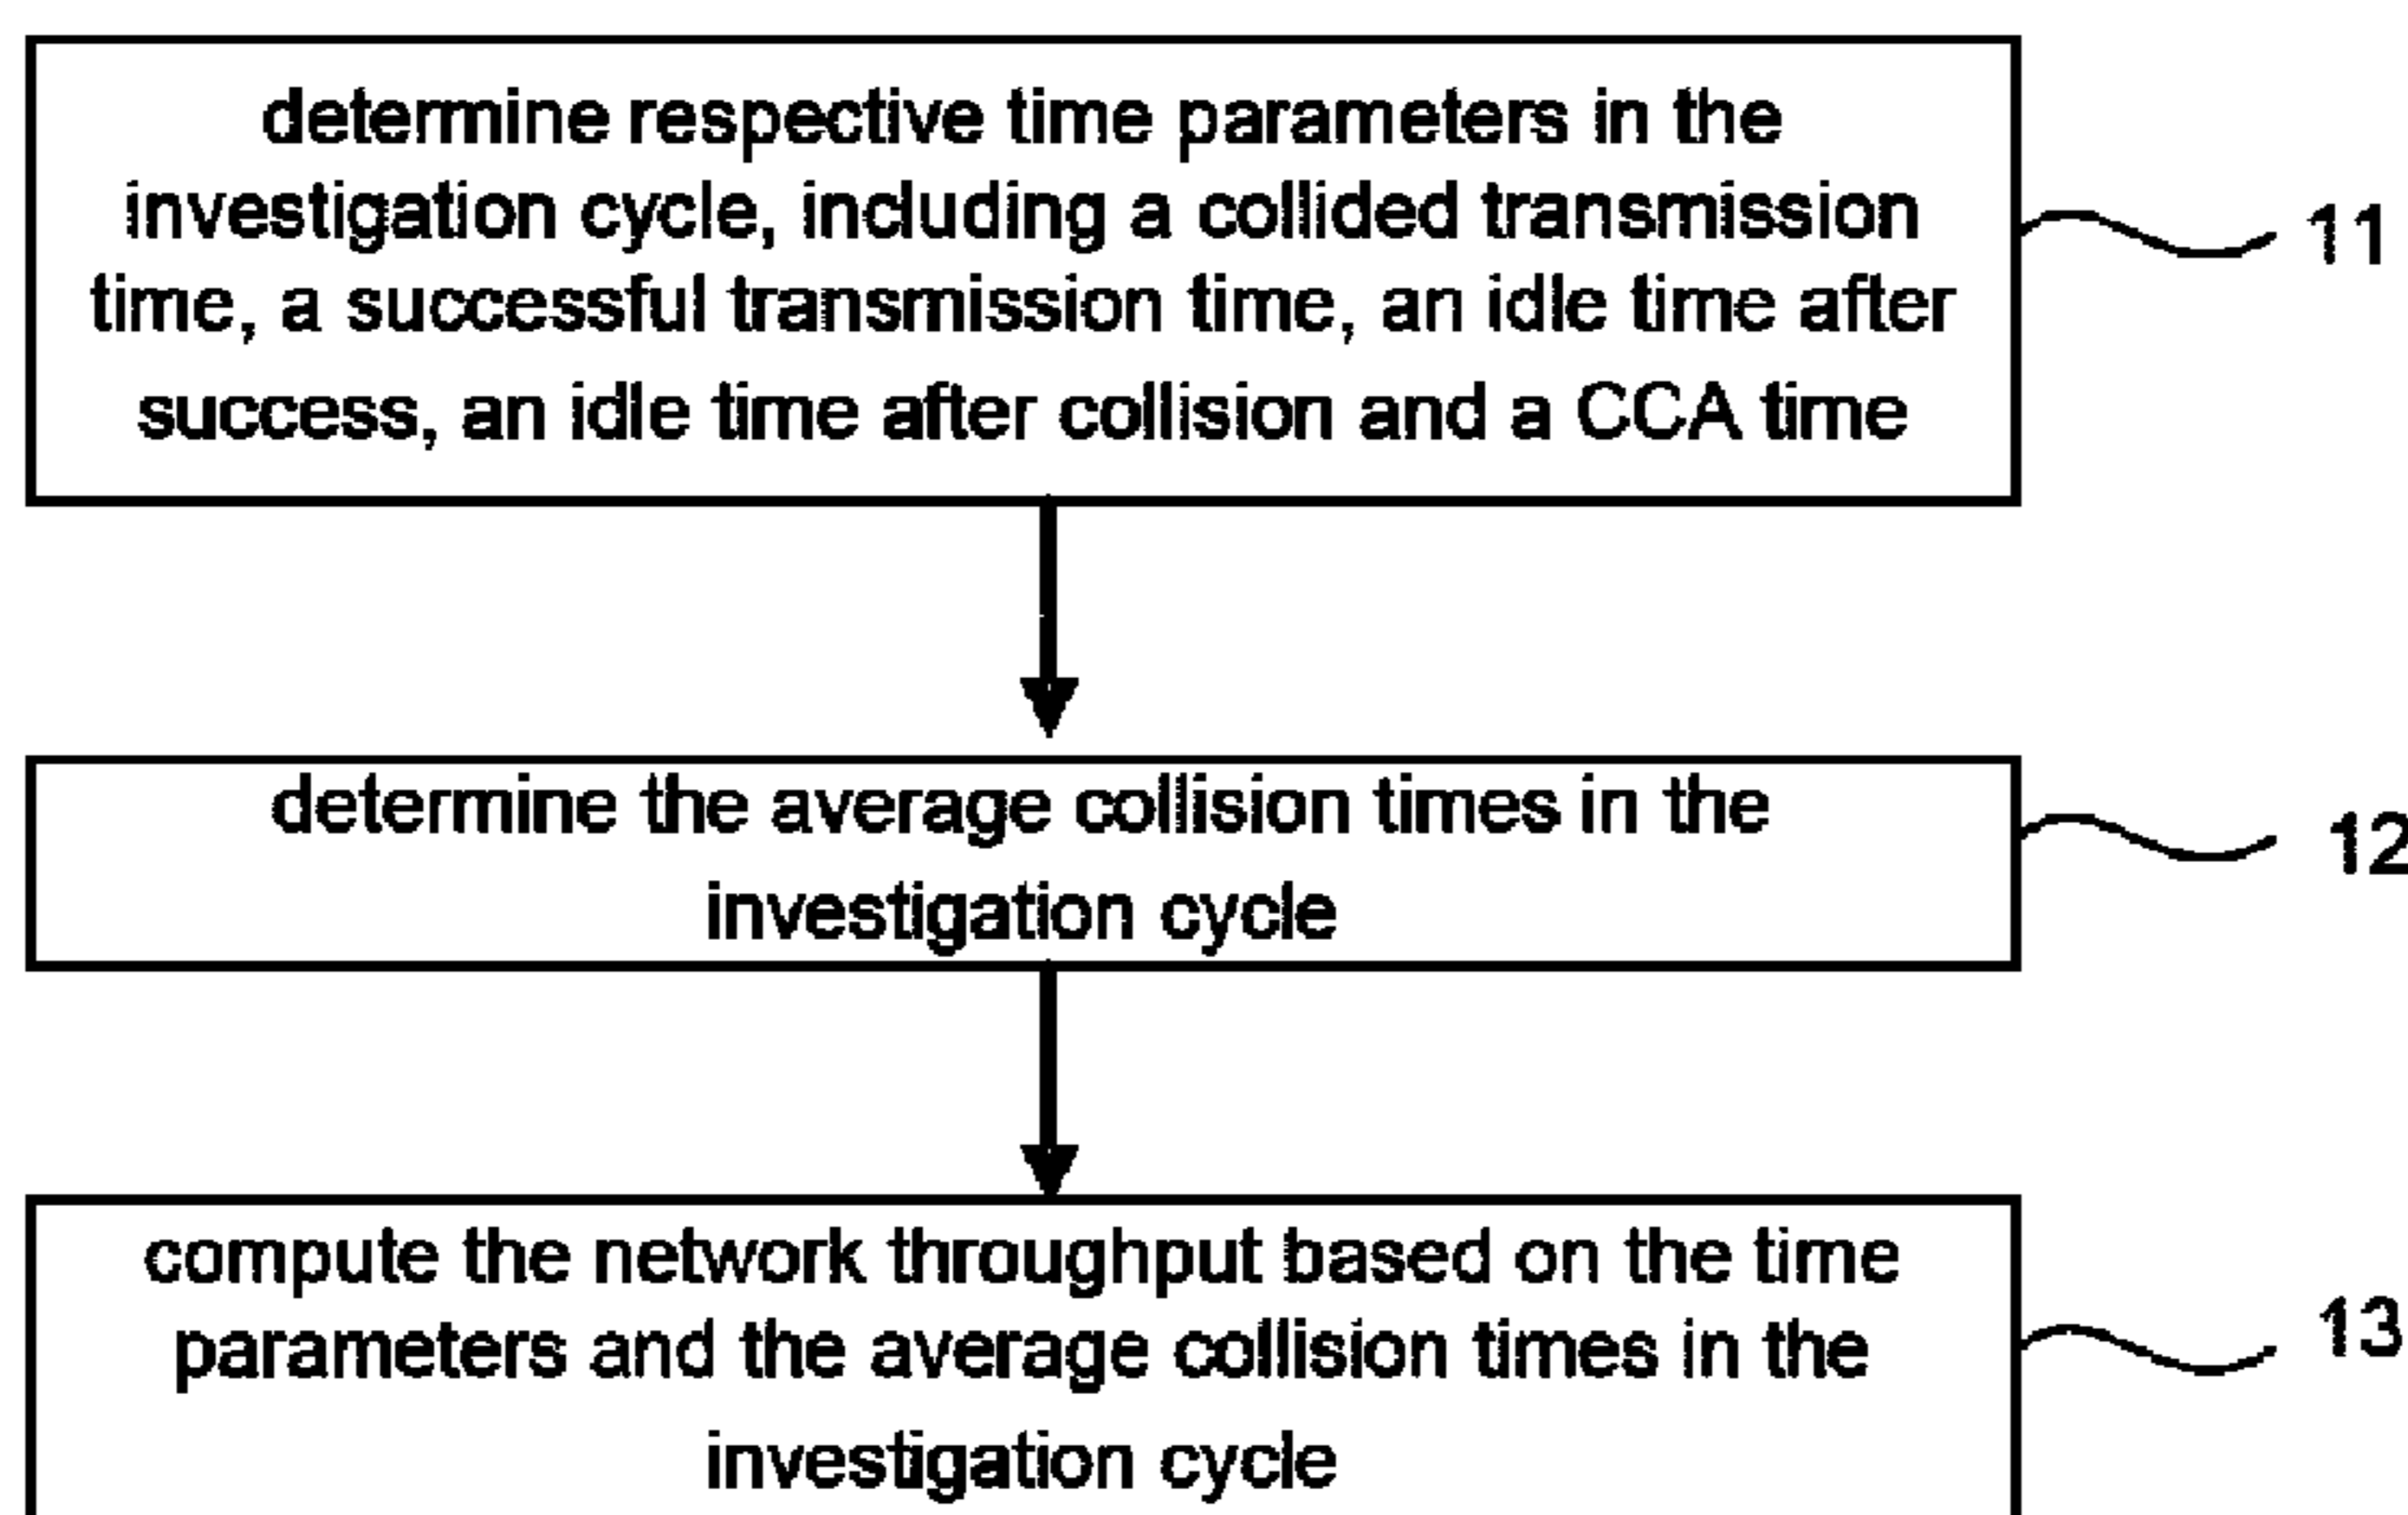 determine respective time parameters in the
investigation cycle, including a collided transmission
time, a successful transmission time, an idle time after
success, an idle time after collision and a CCA time
11
determine the average collision times in the
investigation cycle
12
compute the network throughput based on the time
parameters and the average collision times in the
investigation cycle
13